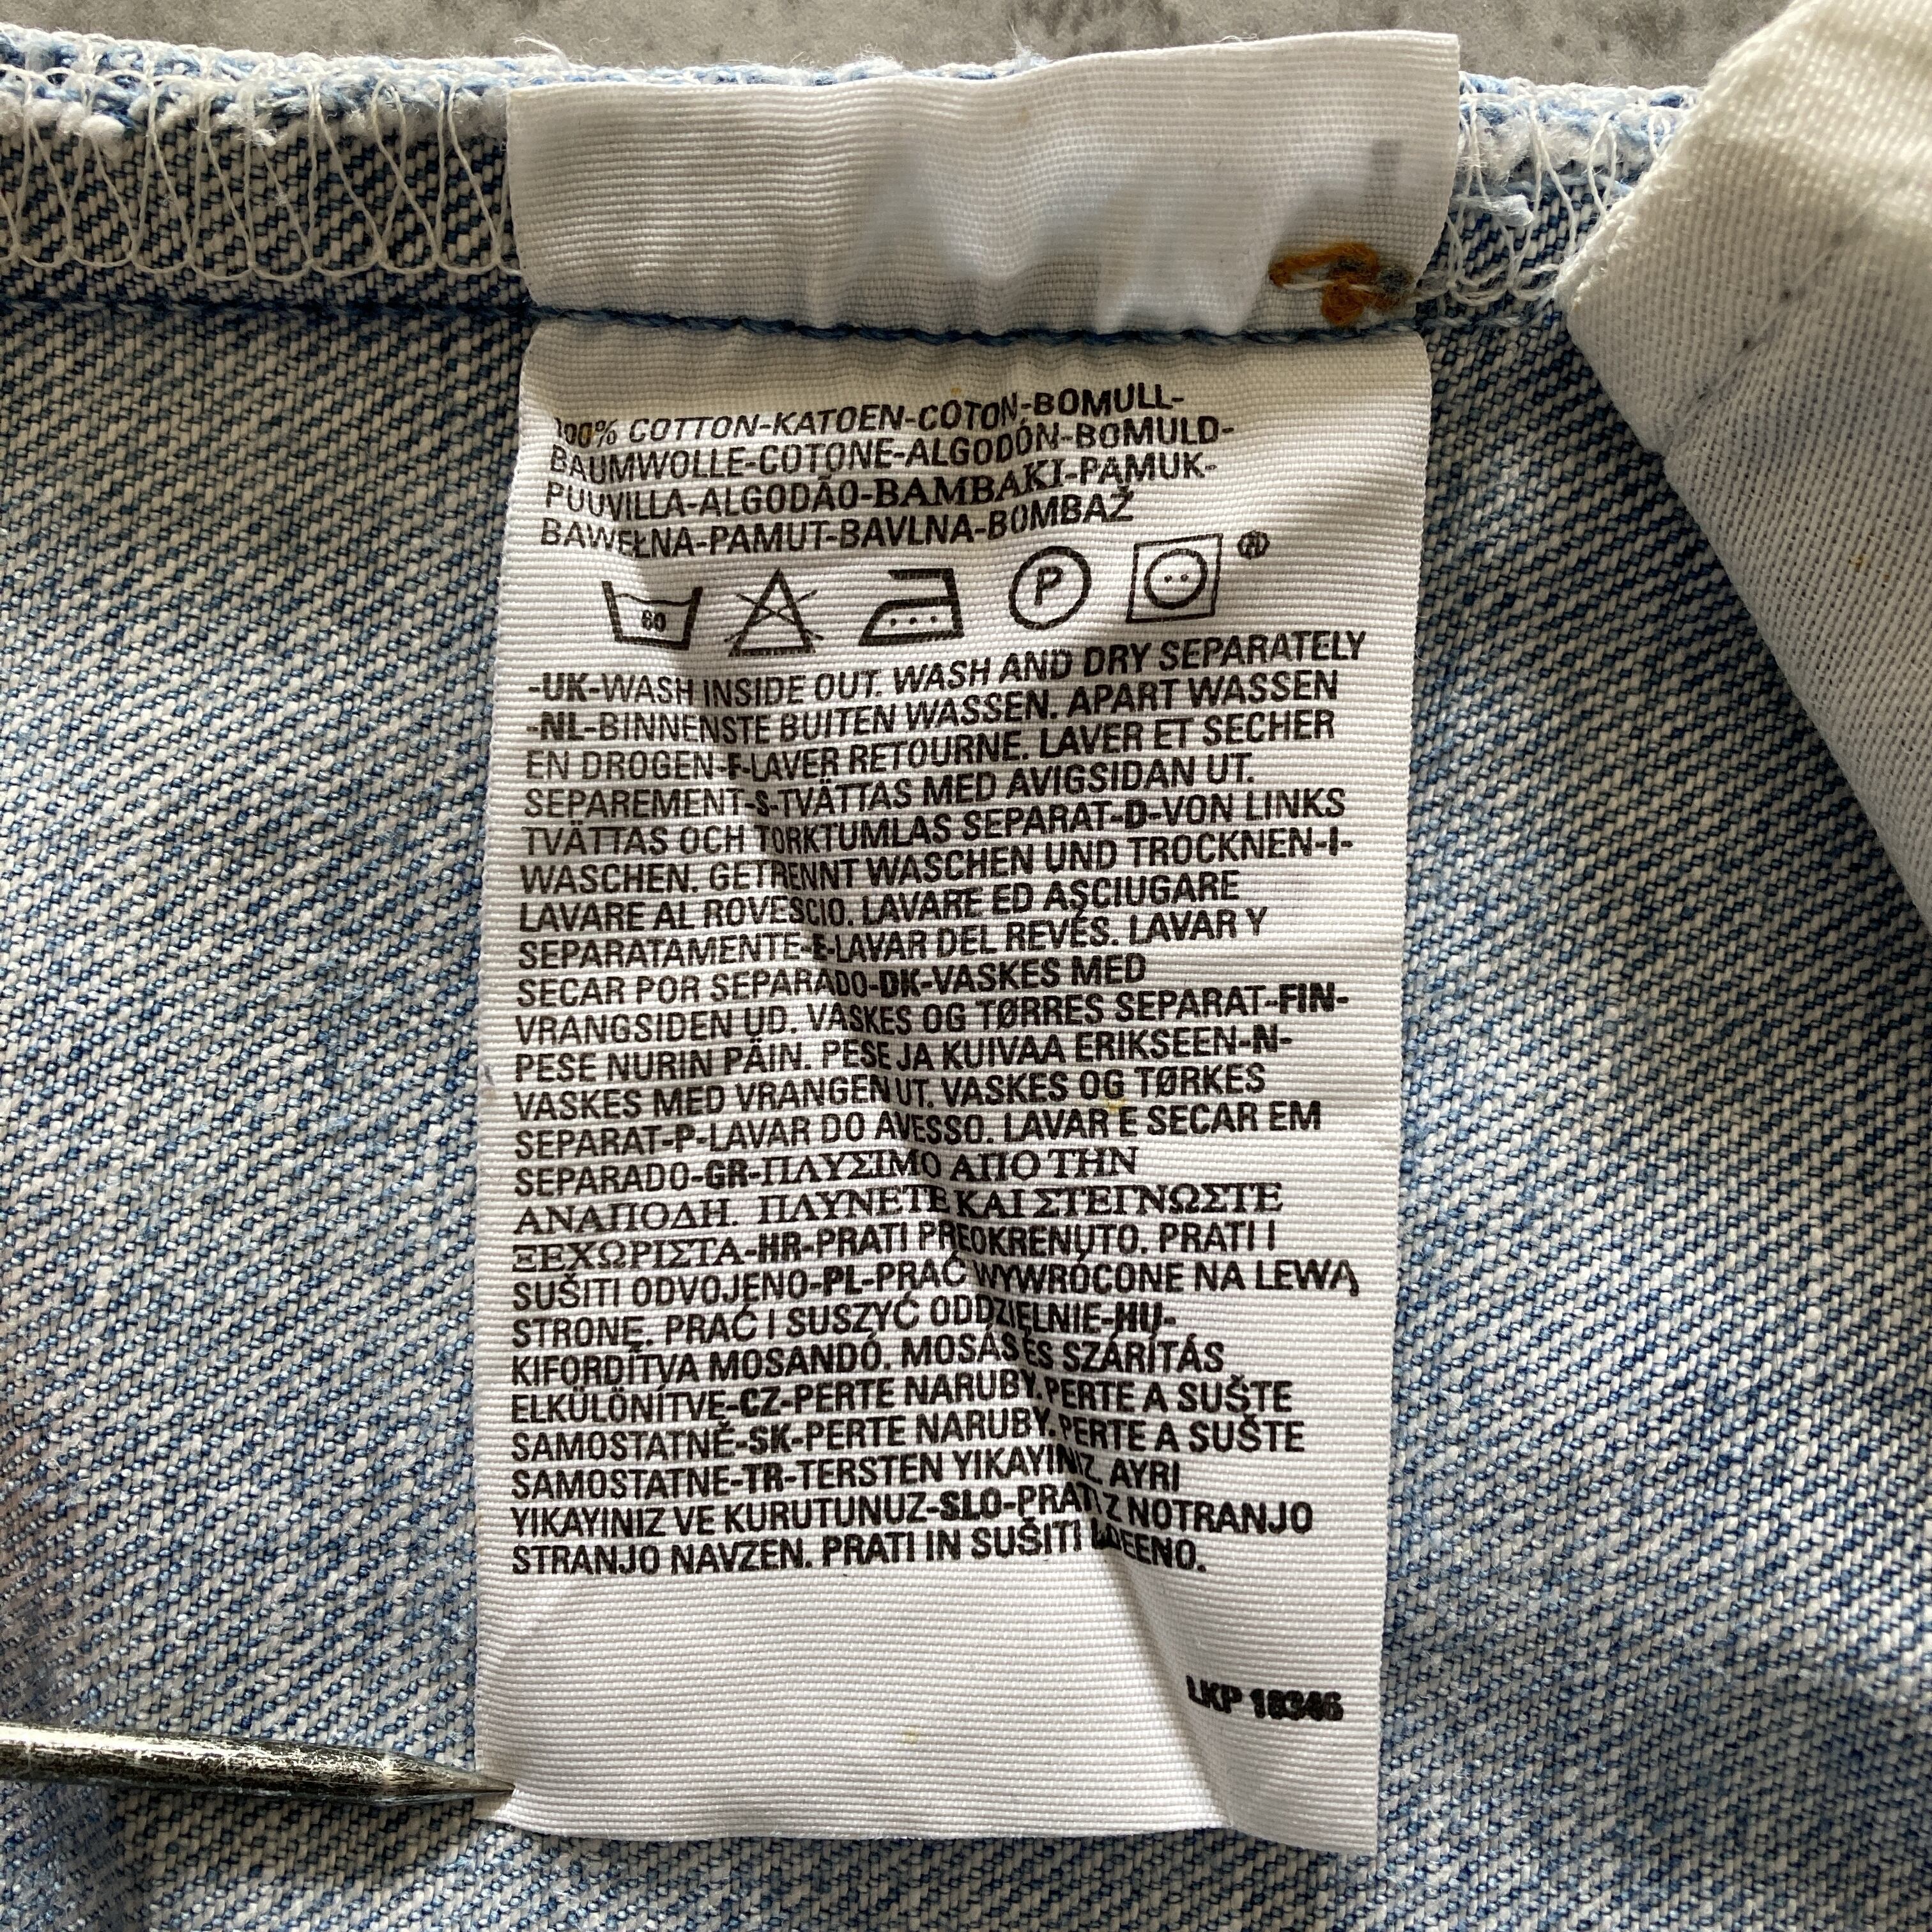 100% COTTON-KATOEN-COTON-BOMULL-
BAUMWOLLE-COTONE-ALGODÓN-BOMULD-
PUUVILLA-ALGODÃO-BAMBAKI-PAMUK-
BAWEŁNA-PAMUT-BAVLNA-BOMBAŽ
60 P
-UK-WASH INSIDE OUT. WASH AND DRY SEPARATELY
-NL-BINNENSTE BUITEN WASSEN. APART WASSEN
EN DROGEN-F-LAVER RETOURNE. LAVER ET SECHER
SEPAREMENT-S-TVÄTTAS MED AVIGSIDAN UT.
TVÄTTAS OCH TORKTUMLAS SEPARAT-D-VON LINKS
WASCHEN. GETRENNT WASCHEN UND TROCKNEN-I-
LAVARE AL ROVESCIO. LAVARE ED ASCIUGARE
SEPARATAMENTE-E-LAVAR DEL REVÉS. LAVAR Y
SECAR POR SEPARADO-DK-VASKES MED
VRANGSIDEN UD. VASKES OG TØRRES SEPARAT-FIN-
PESE NURIN PÄIN. PESE JA KUIVAA ERIKSEEN-N-
VASKES MED VRANGEN UT. VASKES OG TØRKES
SEPARAT-P-LAVAR DO AVESSO. LAVAR E SECAR EM
SEPARADO-GR-ΠΛΥΣΙΜΟ ΑΠΟ ΤΗΝ
ΑΝΑΠΟΔΗ. ΠΛΥΝΕΤΕ ΚΑΙ ΣΤΕΓΝΩΣΤΕ
ΞΕΧΩΡΙΣΤΑ-HR-PRATI PREOKRENUTO. PRATI I
SUŠITI ODVOJENO-PL-PRAĆ WYWRÓCONE NA LEWĄ
STRONĘ. PRAĆ I SUSZYĆ ODDZIELNIE-HU-
KIFORDÍTVA MOSANDÓ. MOSÁS ÉS SZÁRÍTÁS
ELKÜLÖNÍTVE-CZ-PERTE NARUBY. PERTE A SUŠTE
SAMOSTATNĚ-SK-PERTE NARUBY. PERTE A SUŠTE
SAMOSTATNE-TR-TERSTEN YIKAYINIZ. AYRI
YIKAYINIZ VE KURUTUNUZ-SLO-PRATI Z NOTRANJO
STRANJO NAVZEN. PRATI IN SUŠITI
LKP 18346